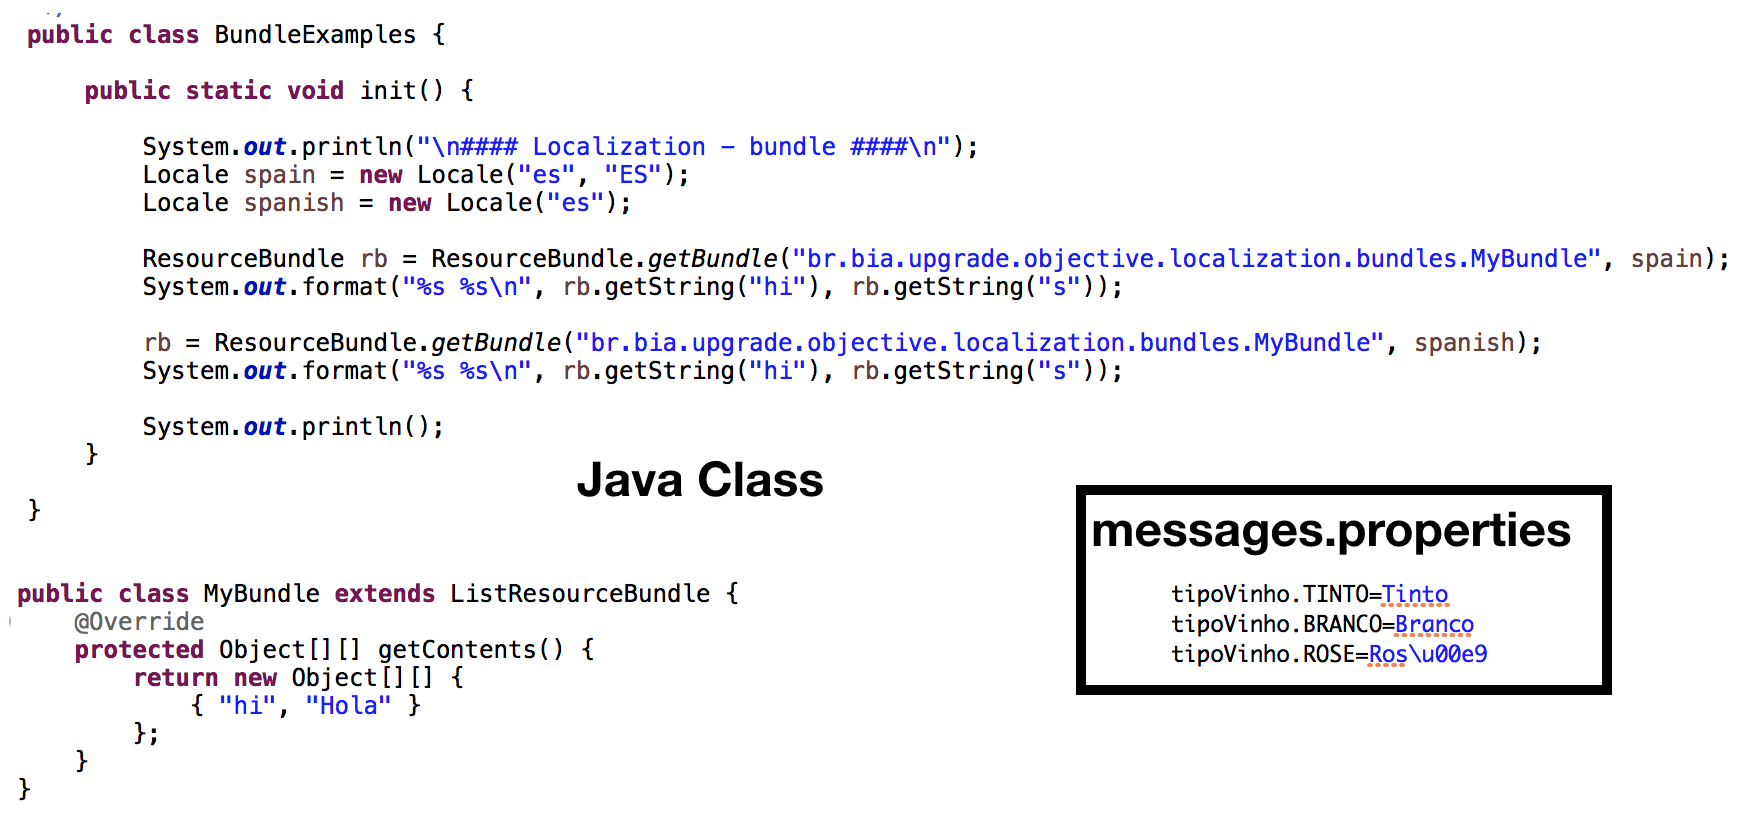 public class BundleExamples {
public static void init() {
System.out.println("\n#### Localization - bundle ####\n");
Locale spain = new Locale("es", "ES");
Locale spanish = new Locale("es");
ResourceBundle rb = ResourceBundle.getBundle("br.bia.upgrade.objective.localization.bundles.MyBundle", spain);
System.out.format("%s %s\n", rb.getString("hi"), rb.getString("s"));
rb = ResourceBundle.getBundle("br.bia.upgrade.objective.localization.bundles.MyBundle", spanish);
System.out.format("%s %s\n", rb.getString("hi"), rb.getString("s"));
System.out.println();
}
}
Java Class
public class MyBundle extends ListResourceBundle {
@Override
protected Object[][] getContents() {
return new Object[][] {
{ "hi", "Hola" }
};
}
}
messages.properties
tipoVinho.TINTO=Tinto
tipoVinho.BRANCO=Branco
tipoVinho.ROSE=Ros\u00e9